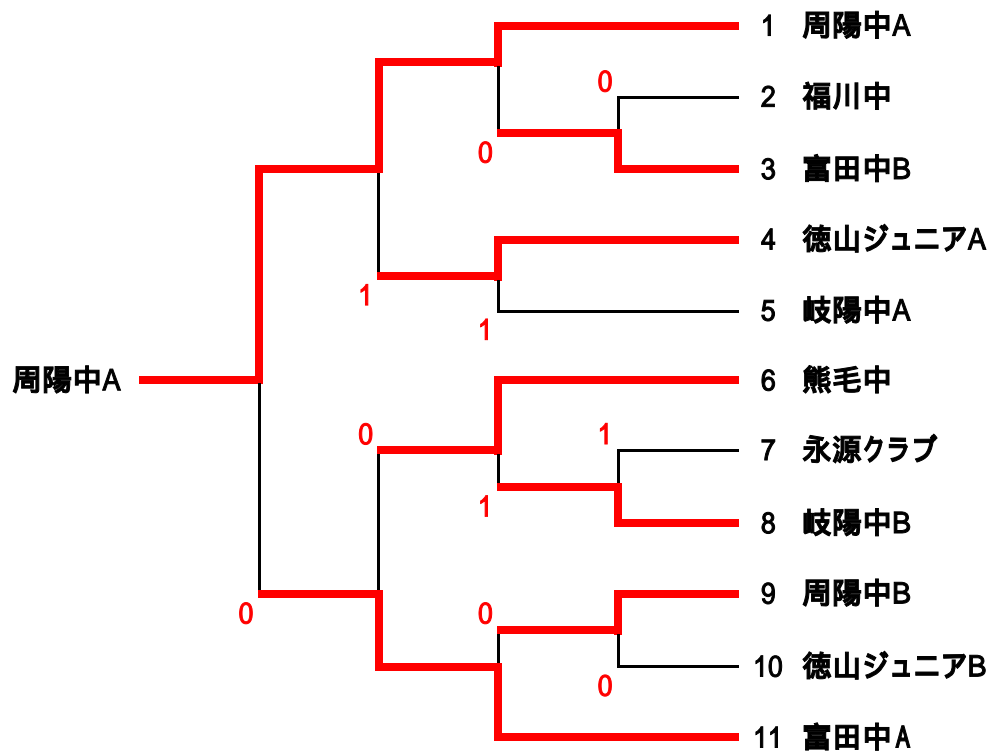 1 周陽中A
0
2 福川中
0
3 富田中B
4 徳山ジュニアA
1
1
5 岐陽中A
周陽中A
6 熊毛中
0
1
7 永源クラブ
1
8 岐陽中B
0
0
9 周陽中B
0
10 徳山ジュニアB
11 富田中A